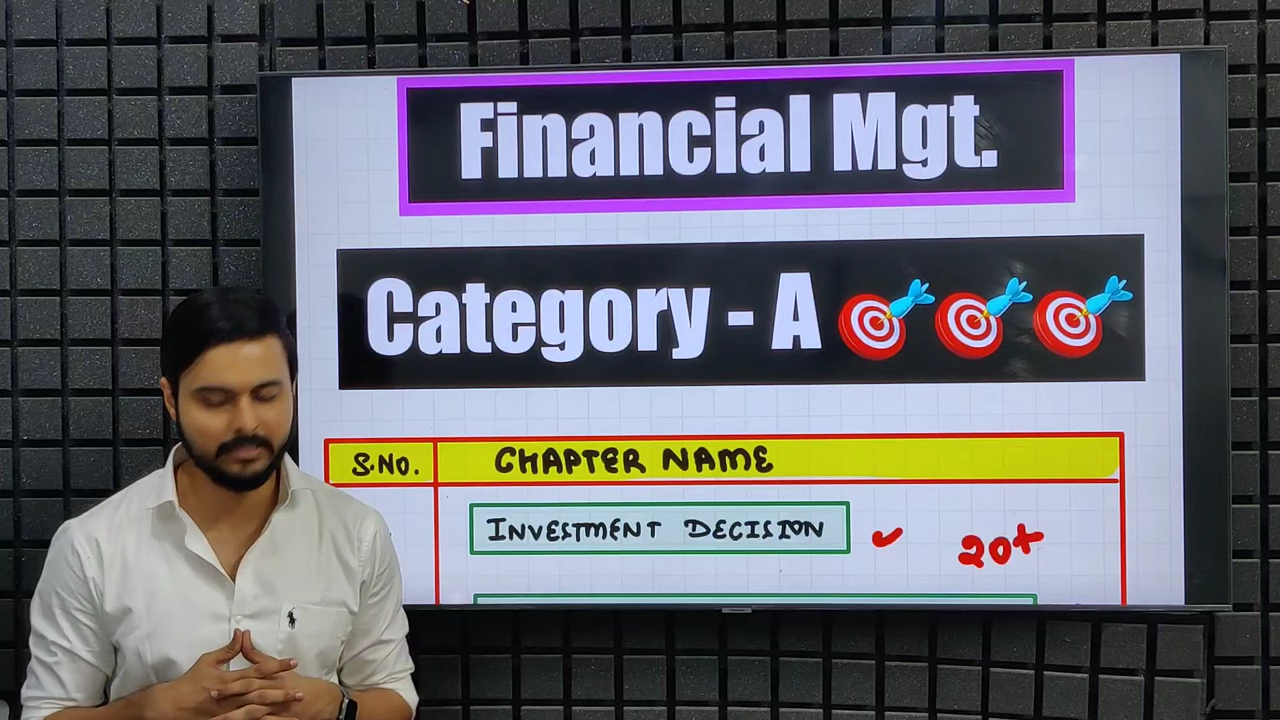 Financial Mgt.
Category - A
S.NO. CHAPTER NAME
INVESTMENT DECISION 20+